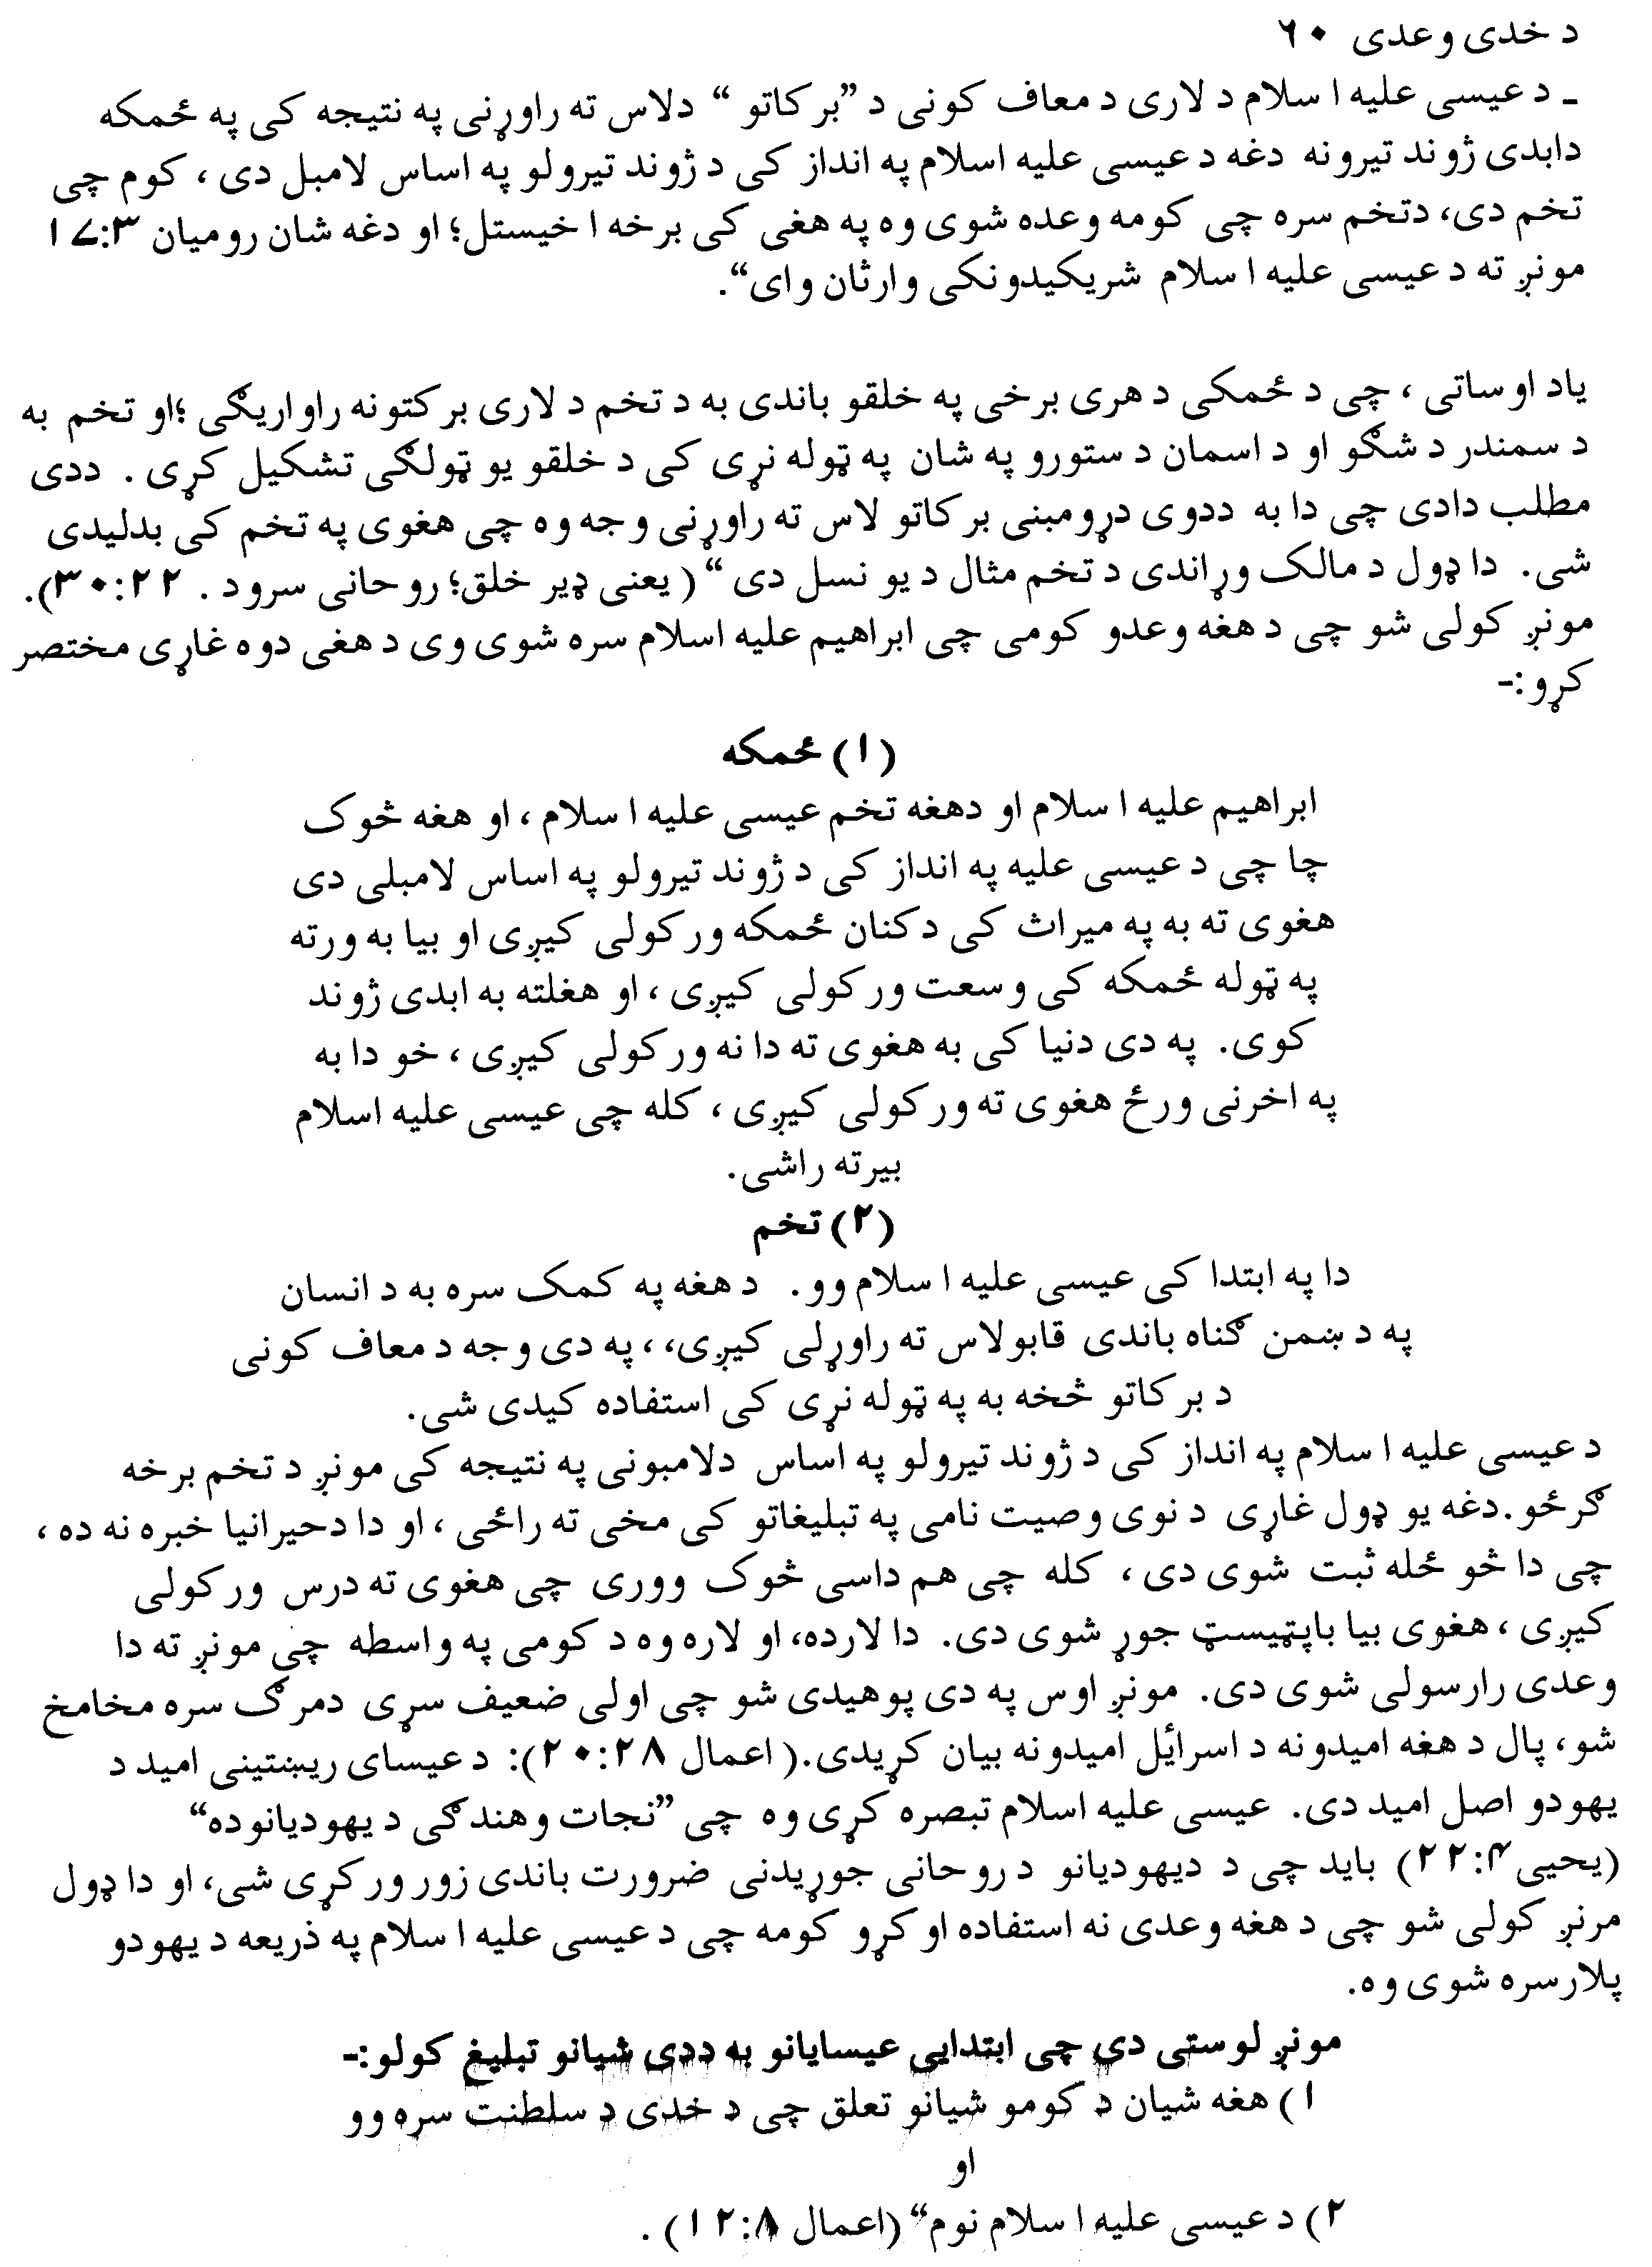 د خدی وعدی ٦٠
ـ د عیسی علیه ا سلام د لاری د معاف کونی د ”برکاتو “ دلاس ته راوړنی په نتیجه کی په ځمکه
دابدی ژوند تیرونه دغه د عیسی علیه اسلام په انداز کی د ژوند تیرولو په اساس لامبل دی ، کوم چی
تخم دی، دتخم سره چی کومه وعده شوی وه په هغی کی برخه ا خیستل؛ او دغه شان رومیان ۳:‏۱۷
مونږ ته د عیسی علیه ا سلام شریکیدونکی وارثان وای“.
یاد اوساتی ، چی د ځمکی د هری برخی په خلقو باندی به د تخم د لاری برکتونه راواریګی ؛او تخم به
د سمندر د شګو او د اسمان د ستورو په شان په ټوله نړی کی د خلقو یو ټولګی تشکیل کړی . ددی
مطلب دادی چی دا به ددوی دړومبنی برکاتو لاس ته راوړنی وجه وه چی هغوی په تخم کی بدلیدی
شی. دا ډول د مالک وړاندی د تخم مثال د یو نسل دی “ ( یعنی ډیر خلق؛ روحانی سرود . ۲۲:‏۳۰).
مونږ کولی شو چی د هغه وعدو کومی چی ابراهیم علیه اسلام سره شوی وی د هغی دوه غاړی مختصر
کړو:-
(۱) ځمکه
ابراهیم علیه ا سلام او دهغه تخم عیسی علیه ا سلام ، او هغه څوک
چا چی د عیسی علیه په انداز کی د ژوند تیرولو په اساس لامبلی دی
هغوی ته به په میراث کی د کنان ځمکه ورکولی کیږی او بیا به ورته
په ټوله ځمکه کی وسعت ورکولی کیږی ، او هغلته به ابدی ژوند
کوی. په دی دنیا کی به هغوی ته دا نه ورکولی کیږی ، خو دا به
په اخرنی ورځ هغوی ته ورکولی کیږی ، کله چی عیسی علیه اسلام
بیرته راشی.
(۲) تخم
دا په ابتدا کی عیسی علیه ا سلام وو. د هغه په کمک سره به د انسان
په د ښمن ګناه باندی قابولاس ته راوړلی کیږی، ، په دی وجه د معاف کونی
د برکاتو څخه به په ټوله نړی کی استفاده کیدی شی.
د عیسی علیه ا سلام په انداز کی د ژوند تیرولو په اساس دلامبونی په نتیجه کی مونږ د تخم برخه
ګرځو .دغه یو ډول غاړی د نوی وصیت نامی په تبلیغاتو کی مخی ته راځی ، او دا دحیرانیا خبره نه ده ،
چی دا څو ځله ثبت شوی دی ، کله چی هم داسی څوک ووری چی هغوی ته درس ورکولی
کیږی ، هغوی بیا باپټیسټ جوړ شوی دی. دا لارده، او لاره وه د کومی په واسطه چی مونږ ته دا
وعدی رارسولی شوی دی. مونږ اوس په دی پوهیدی شو چی اولی ضعیف سړی دمرګ سره مخامخ
شو، پال د هغه امیدونه د اسرائل امیدونه بیان کړیدی.( اعمال ۲۸:‏۲۰): د عیسای ریښتینی امید د
یهودو اصل امید دی. عیسی علیه اسلام تبصره کړی وه چی ”نجات وهندګی د یهودیانوده“
(یحیی ۴:‏۲۲) باید چی د دیهودیانو د روحانی جوړیدنی ضرورت باندی زور ورکړی شی، او دا ډول
مرنږ کولی شو چی د هغه وعدی نه استفاده اوکړو کومه چی د عیسی علیه ا سلام په ذریعه د یهودو
پلارسره شوی وه.
مونږ لوستی دی چی ابتدایی عیسایانو به ددی شیانو تبلیغ کولو:-
۱) هغه شیان د کومو شیانو تعلق چی د خدی د سلطنت سره وو
او
۲) د عیسی علیه ا سلام نوم“ (اعمال ۸:‏۱۲) .